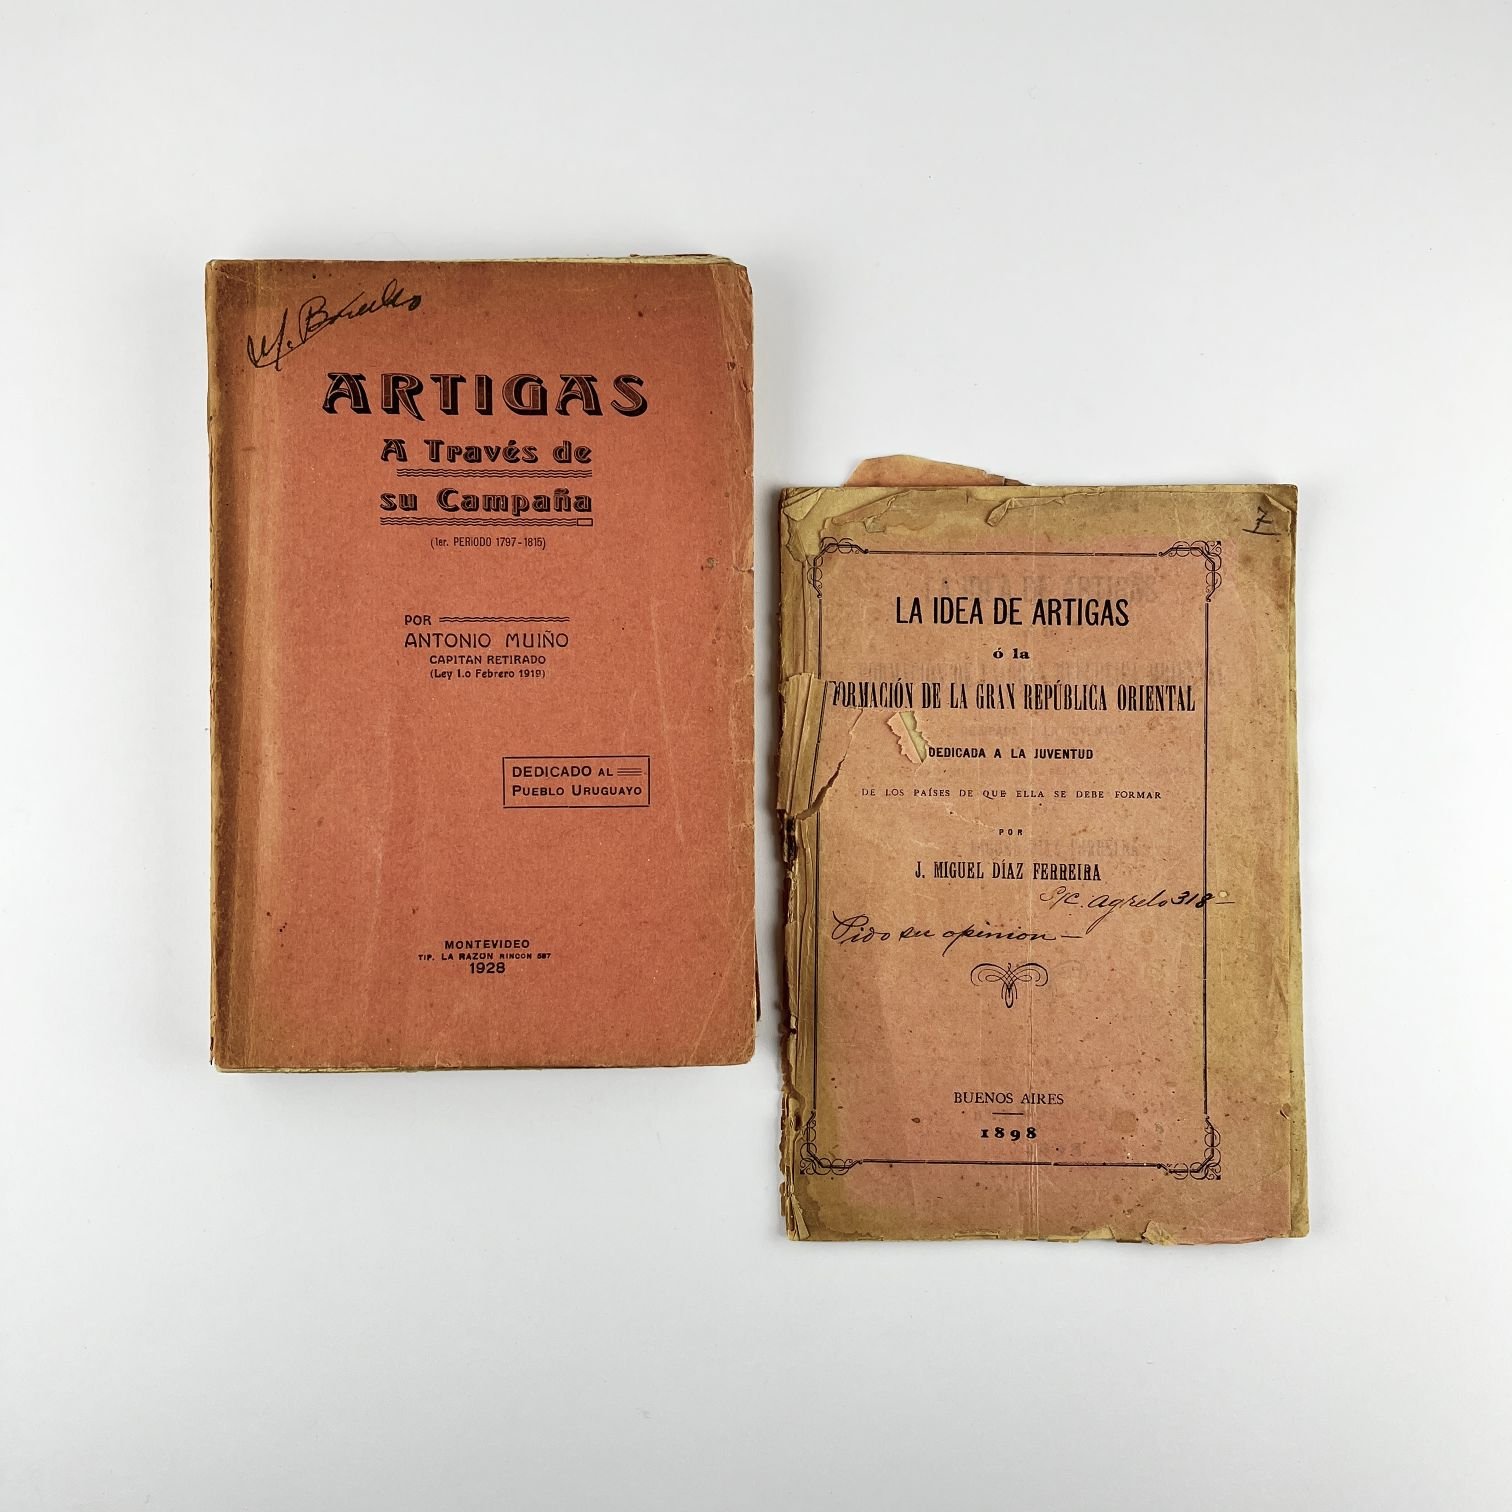 ARTIGAS
A Través de
su Campaña
(1er. PERIODO 1797-1815)
POR
ANTONIO MUIÑO
CAPITAN RETIRADO
(Ley 1.o Febrero 1919)
DEDICADO AL
PUEBLO URUGUAYO
MONTEVIDEO
TIP. LA RAZON RINCON 587
1928
7
LA IDEA DE ARTIGAS
ó la
FORMACIÓN DE LA GRAN REPÚBLICA ORIENTAL
DEDICADA A LA JUVENTUD
DE LOS PAÍSES DE QUE ELLA SE DEBE FORMAR
POR
J. MIGUEL DÍAZ FERREIRA
S/C. Agrelo 318-
Pido su opinion-
BUENOS AIRES
1898